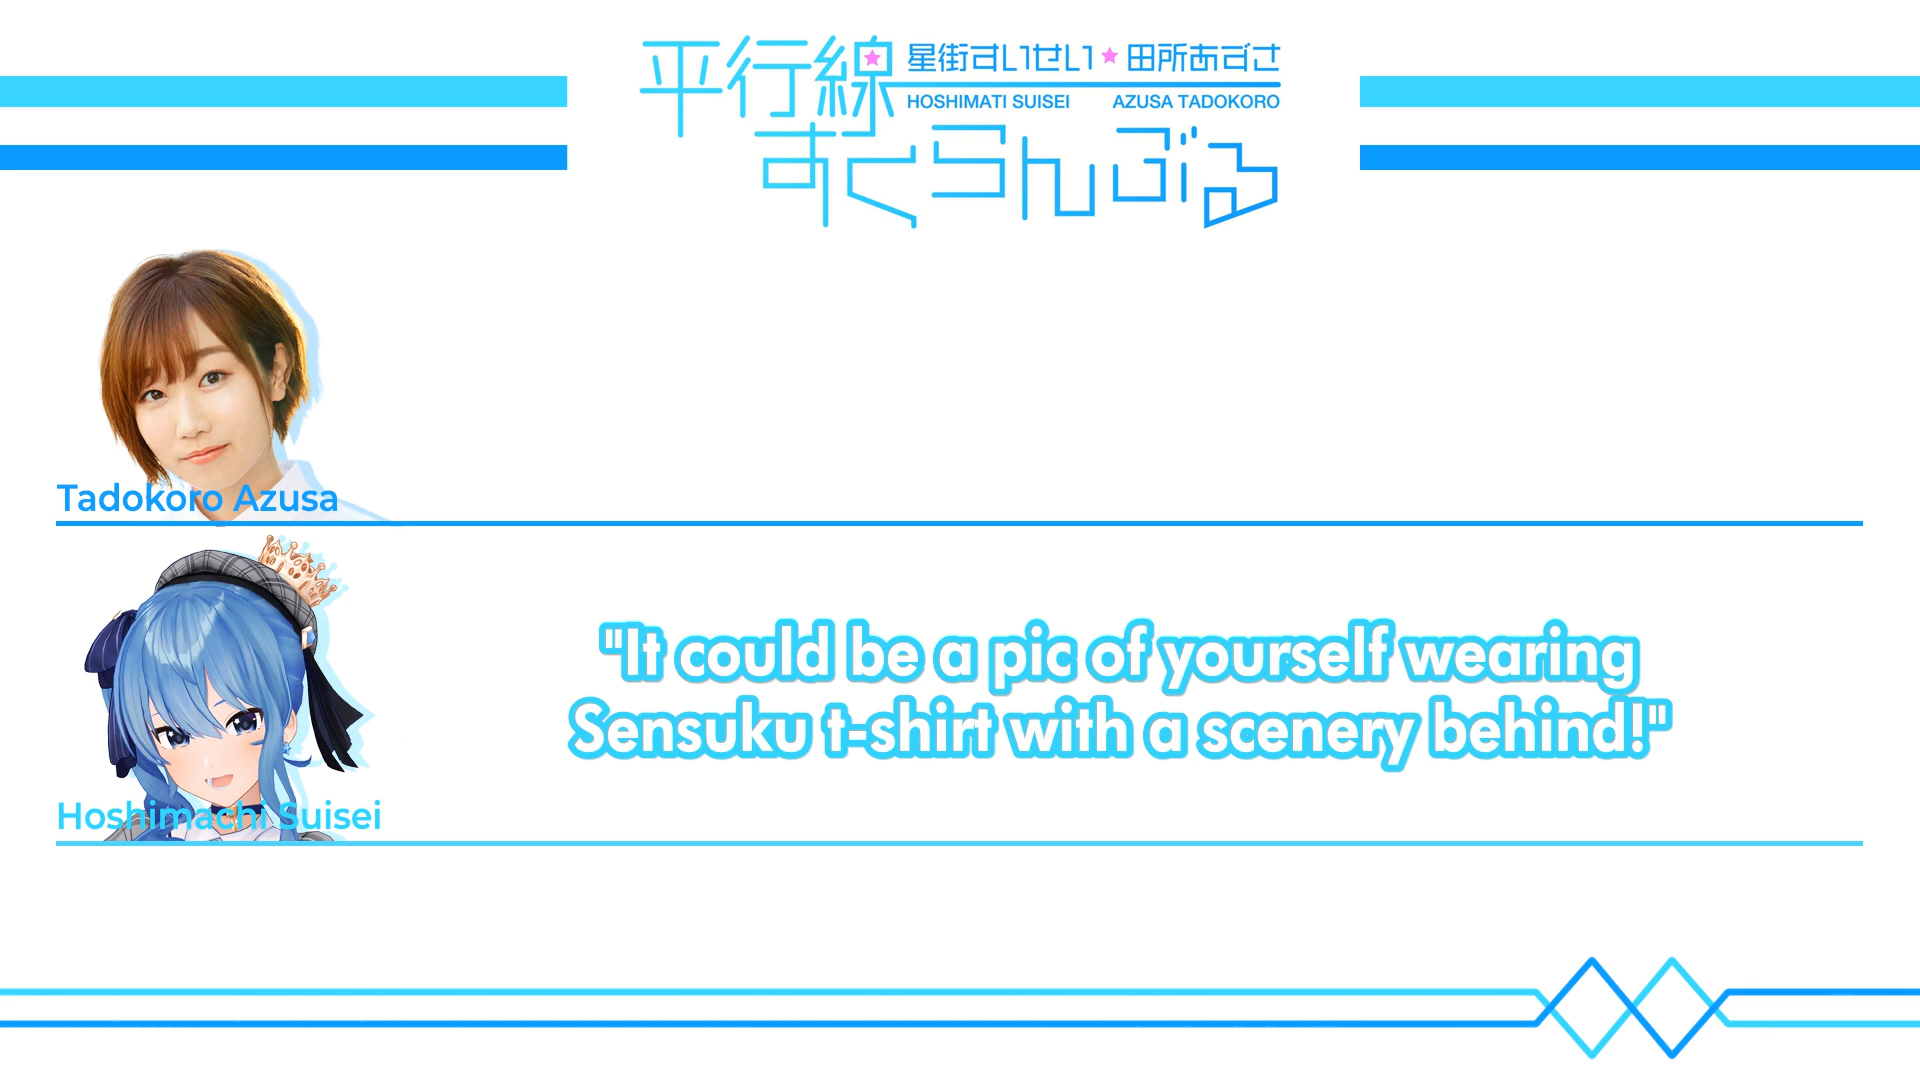 平行線
星街すいせい★田所あずさ
HOSHIMATI SUISEI AZUSA TADOKORO
すくらんぶる
Tadokoro Azusa
"It could be a pic of yourself wearing
Sensuku t-shirt with a scenery behind!"
Hoshimachi Suisei